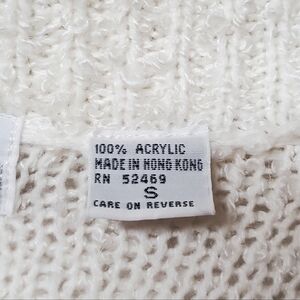 100% ACRYLIC
MADE IN HONG KONG
RN 52469
S
CARE ON REVERSE